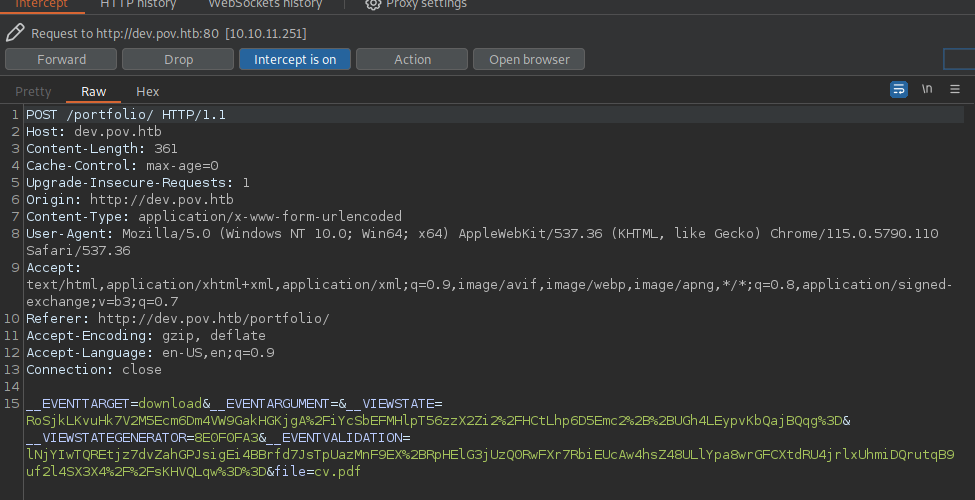 Intercept HTTP history WebSockets history Proxy settings
Request to http://dev.pov.htb:80 [10.10.11.251]
Forward Drop Intercept is on Action Open browser
Pretty Raw Hex \n
1 POST /portfolio/ HTTP/1.1
2 Host: dev.pov.htb
3 Content-Length: 361
4 Cache-Control: max-age=0
5 Upgrade-Insecure-Requests: 1
6 Origin: http://dev.pov.htb
7 Content-Type: application/x-www-form-urlencoded
8 User-Agent: Mozilla/5.0 (Windows NT 10.0; Win64; x64) AppleWebKit/537.36 (KHTML, like Gecko) Chrome/115.0.5790.110
Safari/537.36
9 Accept:
text/html,application/xhtml+xml,application/xml;q=0.9,image/avif,image/webp,image/apng,*/*;q=0.8,application/signed-
exchange;v=b3;q=0.7
10 Referer: http://dev.pov.htb/portfolio/
11 Accept-Encoding: gzip, deflate
12 Accept-Language: en-US,en;q=0.9
13 Connection: close
14
15 __EVENTTARGET=download&__EVENTARGUMENT=&__VIEWSTATE=
RoSjkLKvuHk7V2M5Ecm6Dm4VW9GakHGKjgA%2FiYcSbEFMHlpT56zzX2Zi2%2FHCtLhp6D5Emc2%2B%2BUGh4LEypvKbQajBQqg%3D&
__VIEWSTATEGENERATOR=8E0F0FA3&__EVENTVALIDATION=
lNjYIwTQREtjz7dvZahGPJsigEi4BBrfd7JsTpUazMnF9EX%2BRpHElG3jUzQ0RwFXr7RbiEUcAw4hsZ48ULlYpa8wrGFCXtdRU4jrlxUhmiDQrutqB9
uf2l4SX3X4%2F%2FsKHVQLqw%3D%3D&file=cv.pdf